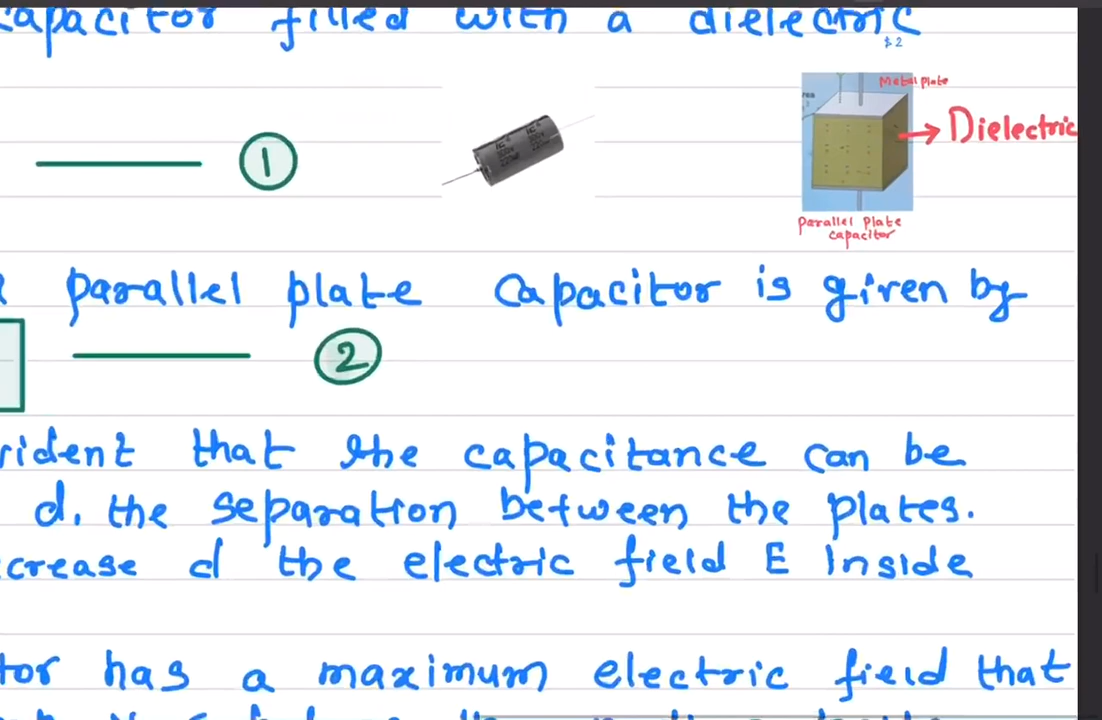 capacitor filled with a dielectric
Metal plate
① → Dielectric
Parallel plate
capacitor
parallel plate capacitor is given by
②
vident that the capacitance can be
d, the separation between the plates.
crease d the electric field E inside
tor has a maximum electric field that